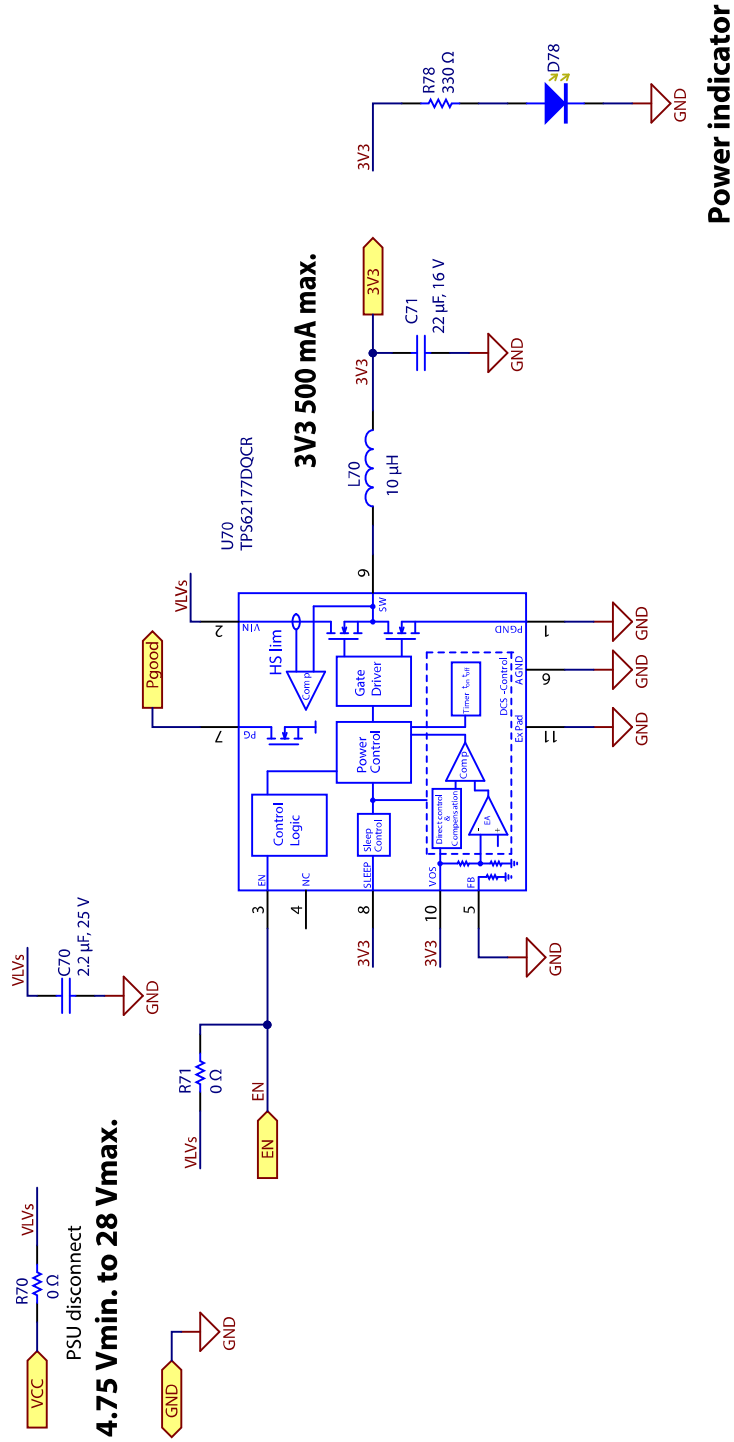 VCC
R70
0 Ω
VLVs
PSU disconnect
4.75 Vmin. to 28 Vmax.
GND
GND
VLVs
C70
2.2 µF, 25 V
GND
VLVs
R71
0 Ω
EN
EN
3
4
8
3V3
10
3V3
5
GND
U70
TPS62177DQCR
Pgood
7
VLVs
2
EN
NC
SLEEP
VOS
FB
PG
VIN
SW
PGND
AGND
ExPad
Control
Logic
HS lim
Comp
Power
Control
Gate
Driver
Sleep
Control
Direct control
&
Compensation
Comp
EA
-
+
Timer ton toff
DCS -Control
9
1
6
11
GND
GND
GND
L70
10 µH
3V3
3V3
3V3 500 mA max.
C71
22 µF, 16 V
GND
3V3
R78
330 Ω
D78
GND
Power indicator